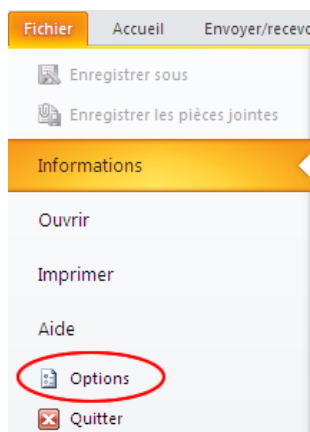 Fichier Accueil Envoyer/recevo
Enregistrer sous
Enregistrer les pièces jointes
Informations
Ouvrir
Imprimer
Aide
Options
Quitter